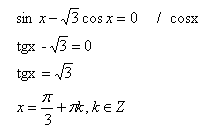 sin x − √3 cos x = 0 / cosx
tgx - √3 = 0
tgx = √3
x = π/3 + πk, k ∈ Z